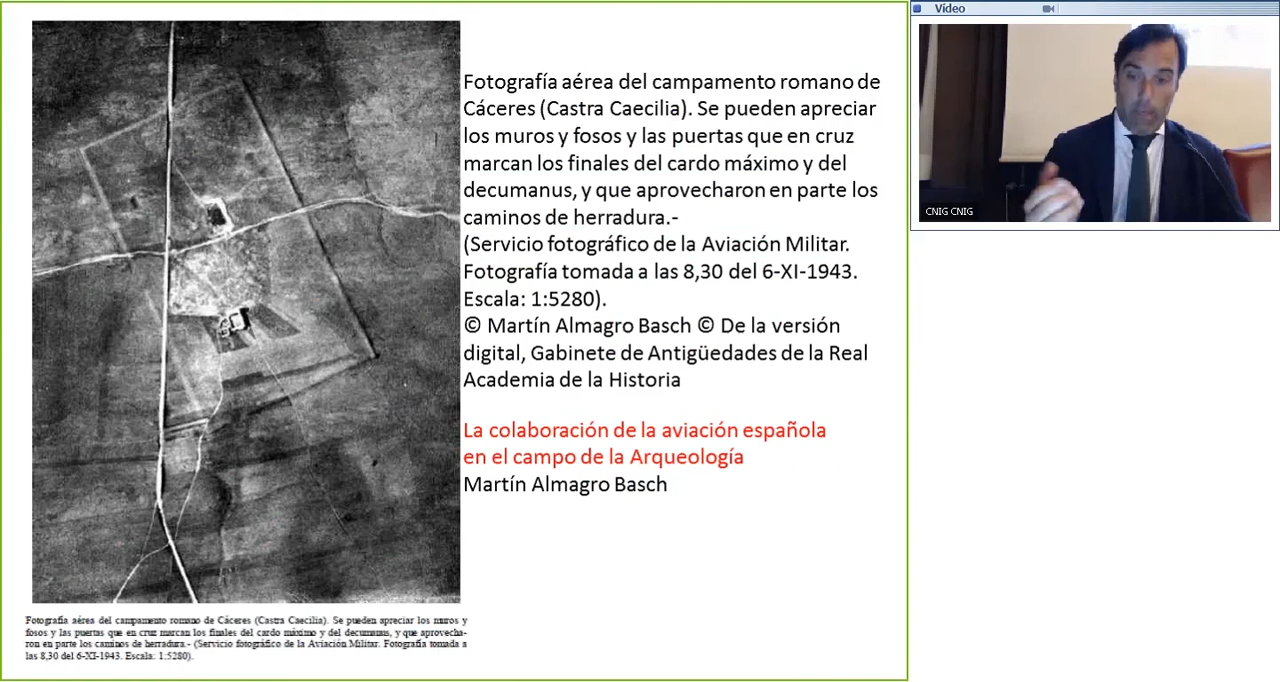 Vídeo
CNIG CNIG
Fotografía aérea del campamento romano de
Cáceres (Castra Caecilia). Se pueden apreciar
los muros y fosos y las puertas que en cruz
marcan los finales del cardo máximo y del
decumanus, y que aprovecharon en parte los
caminos de herradura.-
(Servicio fotográfico de la Aviación Militar.
Fotografía tomada a las 8,30 del 6-XI-1943.
Escala: 1:5280).
© Martín Almagro Basch © De la versión
digital, Gabinete de Antigüedades de la Real
Academia de la Historia
La colaboración de la aviación española
en el campo de la Arqueología
Martín Almagro Basch
Fotografía aérea del campamento romano de Cáceres (Castra Caecilia). Se pueden apreciar los muros y
fosos y las puertas que en cruz marcan los finales del cardo máximo y del decumanus, y que aprovecha-
ron en parte los caminos de herradura.- (Servicio fotográfico de la Aviación Militar. Fotografía tomada a
las 8,30 del 6-XI-1943. Escala: 1:5280).